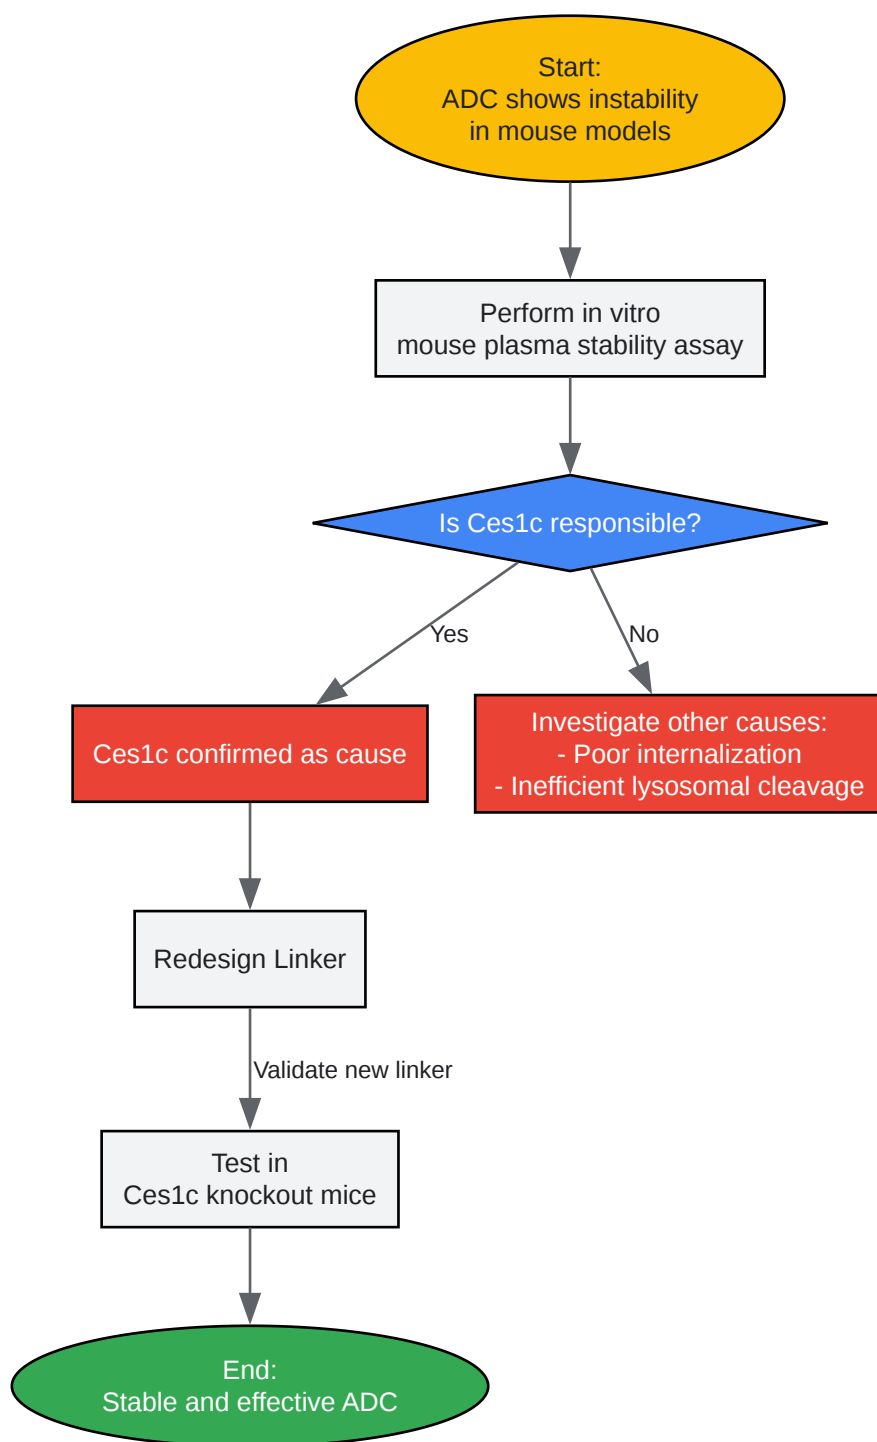 Start:
ADC shows instability
in mouse models
Perform in vitro
mouse plasma stability assay
Is Ces1c responsible?
Yes
No
Ces1c confirmed as cause
Investigate other causes:
- Poor internalization
- Inefficient lysosomal cleavage
Redesign Linker
Validate new linker
Test in
Ces1c knockout mice
End:
Stable and effective ADC